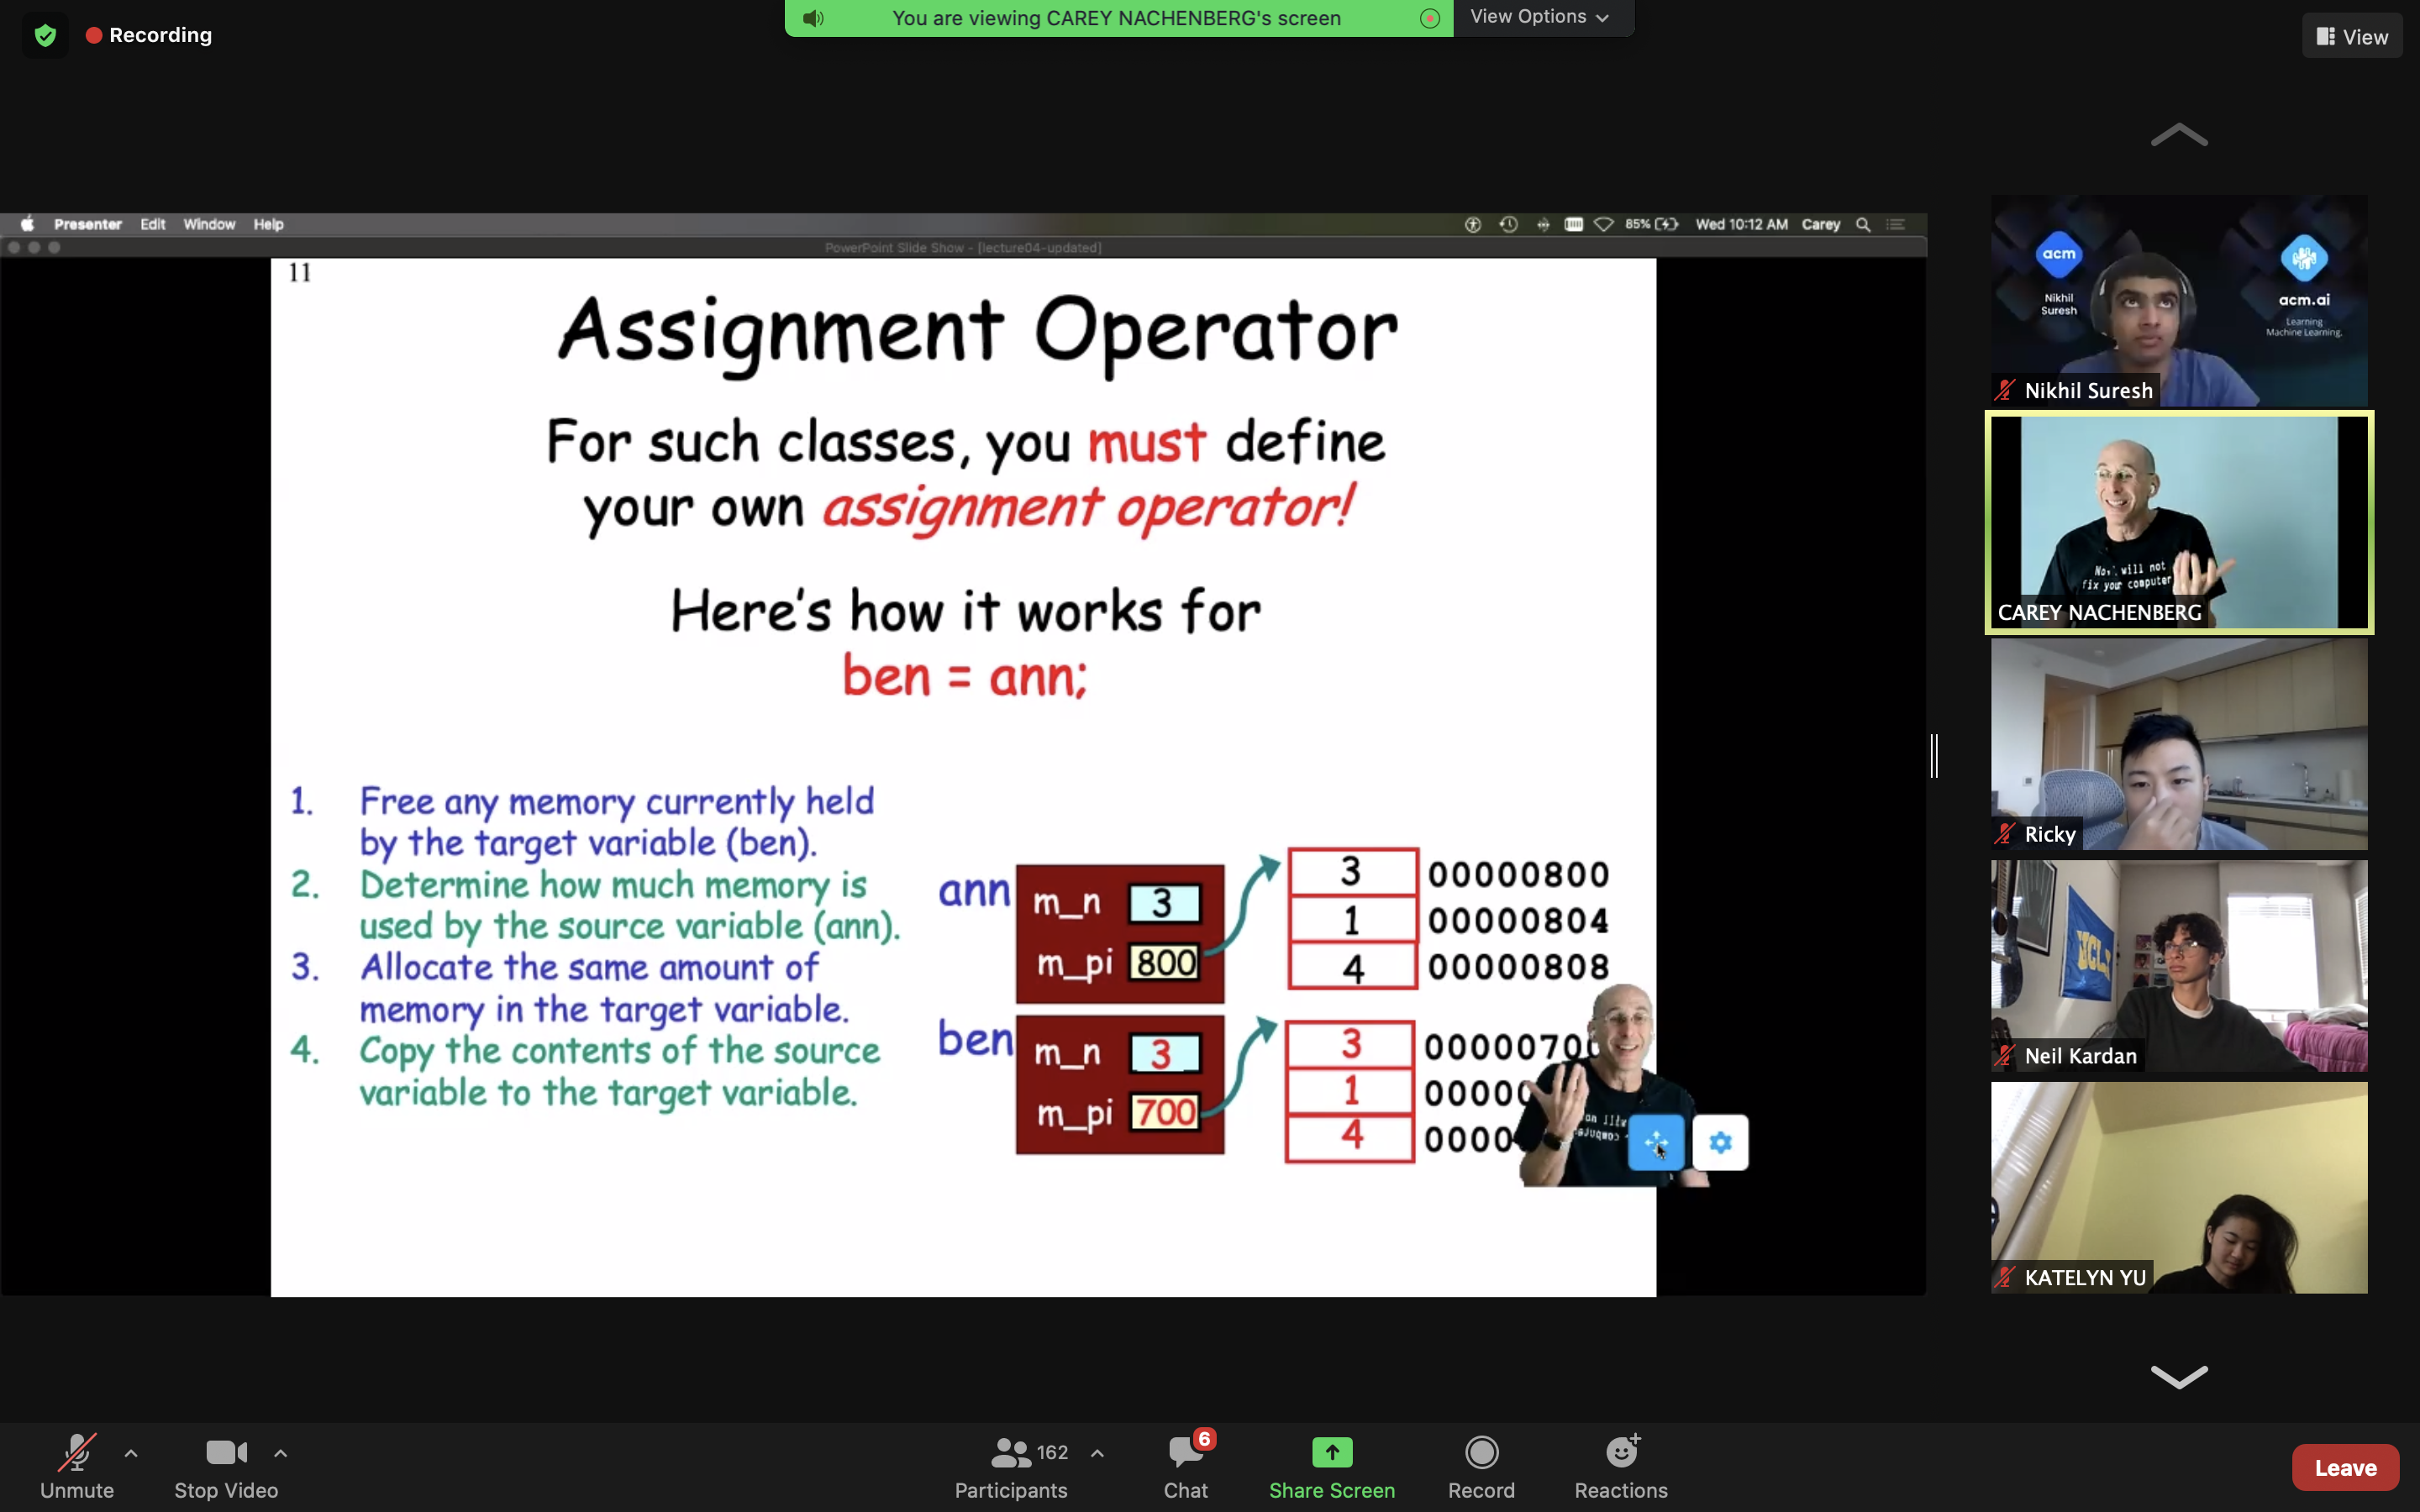 Recording
You are viewing CAREY NACHENBERG's screen
View Options
View
Presenter Edit Window Help
85% Wed 10:12 AM Carey
PowerPoint Slide Show - [lecture04-updated]
11
Assignment Operator
For such classes, you must define
your own assignment operator!
Here's how it works for
ben = ann;
1. Free any memory currently held
by the target variable (ben).
2. Determine how much memory is
used by the source variable (ann).
3. Allocate the same amount of
memory in the target variable.
4. Copy the contents of the source
variable to the target variable.
ann
m_n 3
m_pi 800
3 00000800
1 00000804
4 00000808
ben
m_n 3
m_pi 700
3
1
4
acm
Nikhil
Suresh
acm.ai
Learning
Machine Learning.
Nikhil Suresh
will not
fix your computer
CAREY NACHENBERG
Ricky
UCL
Neil Kardan
KATELYN YU
Unmute
Stop Video
162
Participants
6
Chat
Share Screen
Record
Reactions
Leave